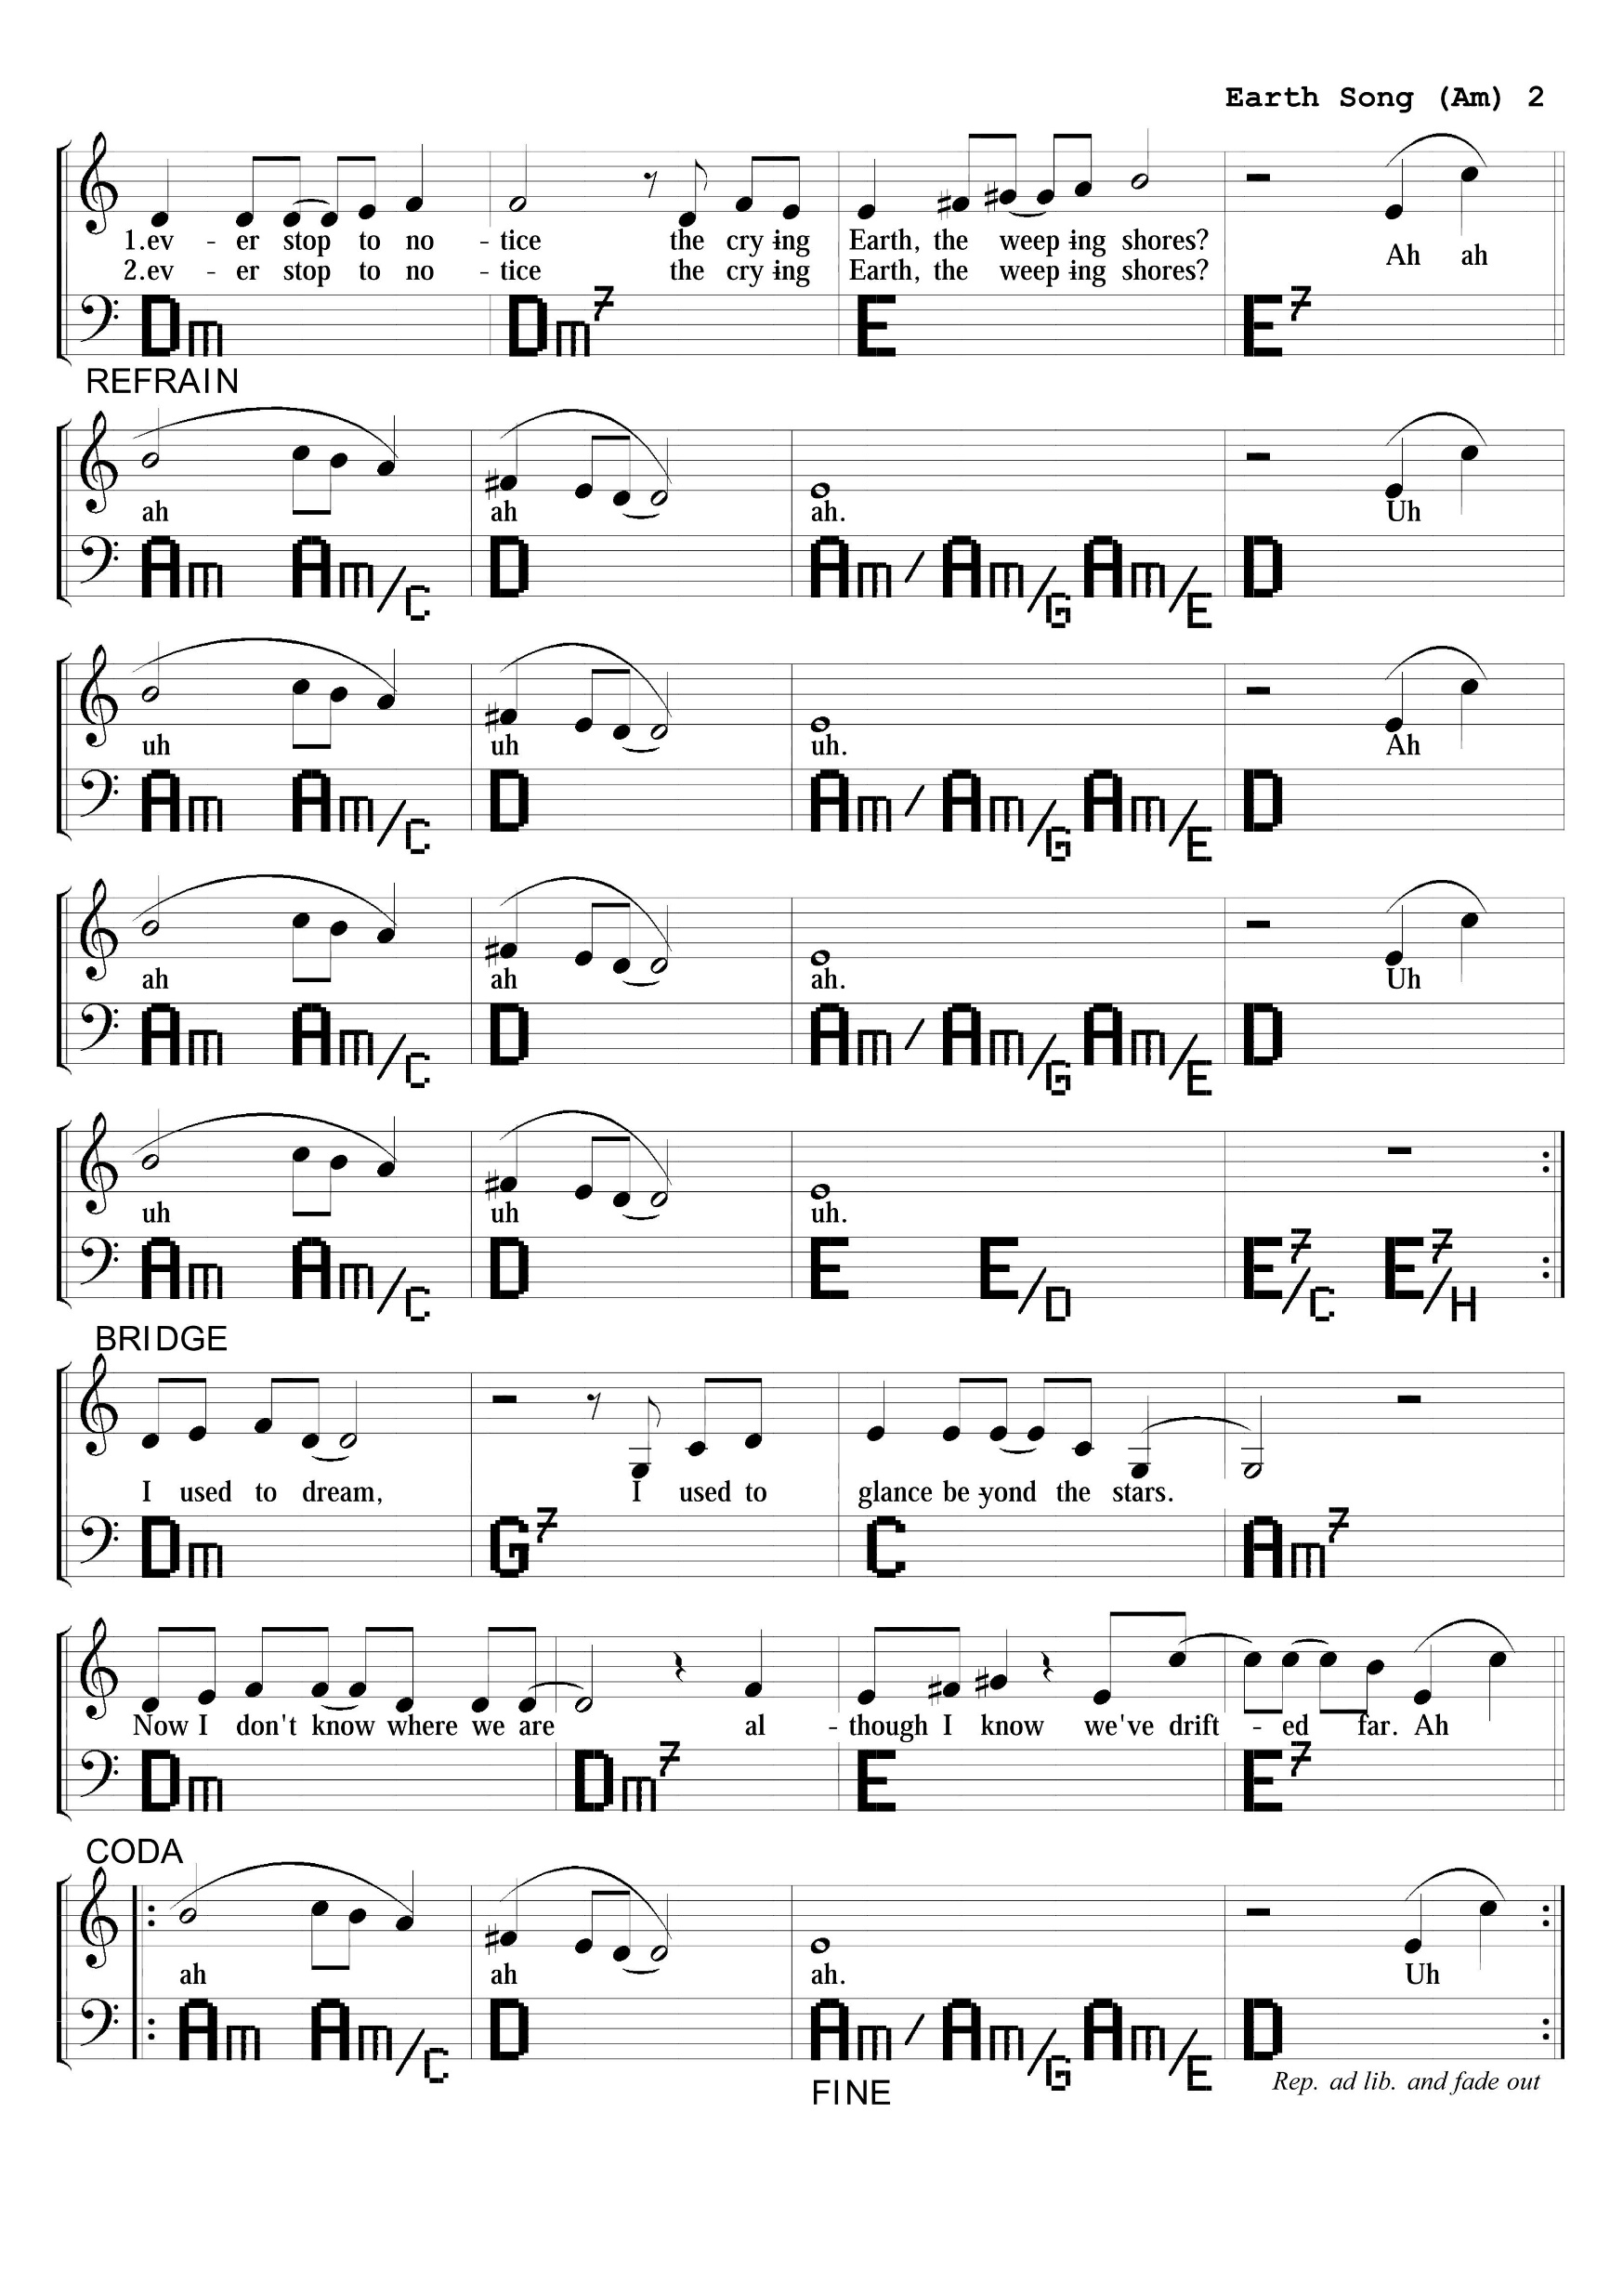 Earth Song (Am) 2
1.ev - er stop to no - tice the cry-ing Earth, the weep-ing shores? Ah ah
2.ev - er stop to no - tice the cry-ing Earth, the weep-ing shores?
Dm Dm7 E E7
REFRAIN
ah ah ah. Uh
Am Am/C D Am / Am/G Am/E D
uh uh uh. Ah
Am Am/C D Am / Am/G Am/E D
ah ah ah. Uh
Am Am/C D Am / Am/G Am/E D
uh uh uh.
Am Am/C D E E/D E7/C E7/H
BRIDGE
I used to dream, I used to glance be-yond the stars.
Dm G7 C Am7
Now I don't know where we are al - though I know we've drift - ed far. Ah
Dm Dm7 E E7
CODA
ah ah ah. Uh
Am Am/C D Am / Am/G Am/E D
FINE Rep. ad lib. and fade out